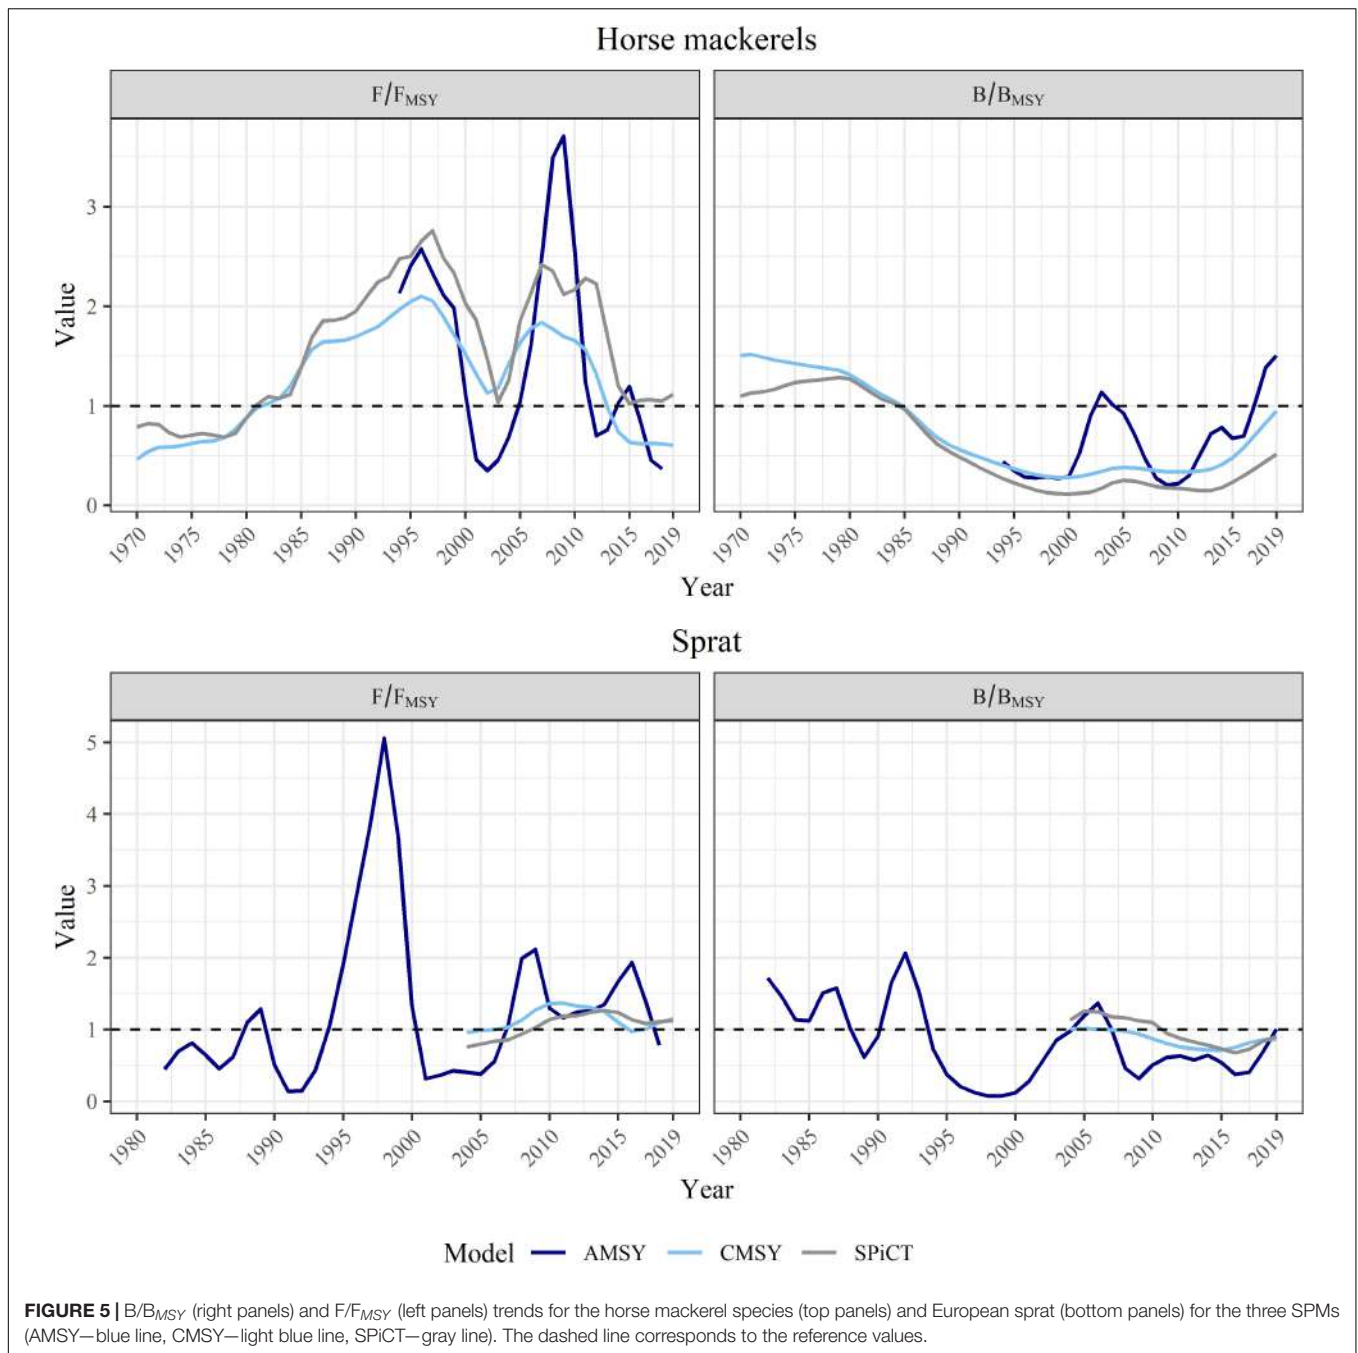 Horse mackerels
F/FMSY B/BMSY
Value
3
2
1
0
1970 1975 1980 1985 1990 1995 2000 2005 2010 2015 2019 1970 1975 1980 1985 1990 1995 2000 2005 2010 2015 2019
Year
Sprat
F/FMSY B/BMSY
Value
5
4
3
2
1
0
1980 1985 1990 1995 2000 2005 2010 2015 2019 1980 1985 1990 1995 2000 2005 2010 2015 2019
Year
Model AMSY CMSY SPiCT
FIGURE 5 | B/BMSY (right panels) and F/FMSY (left panels) trends for the horse mackerel species (top panels) and European sprat (bottom panels) for the three SPMs
(AMSY—blue line, CMSY—light blue line, SPiCT—gray line). The dashed line corresponds to the reference values.